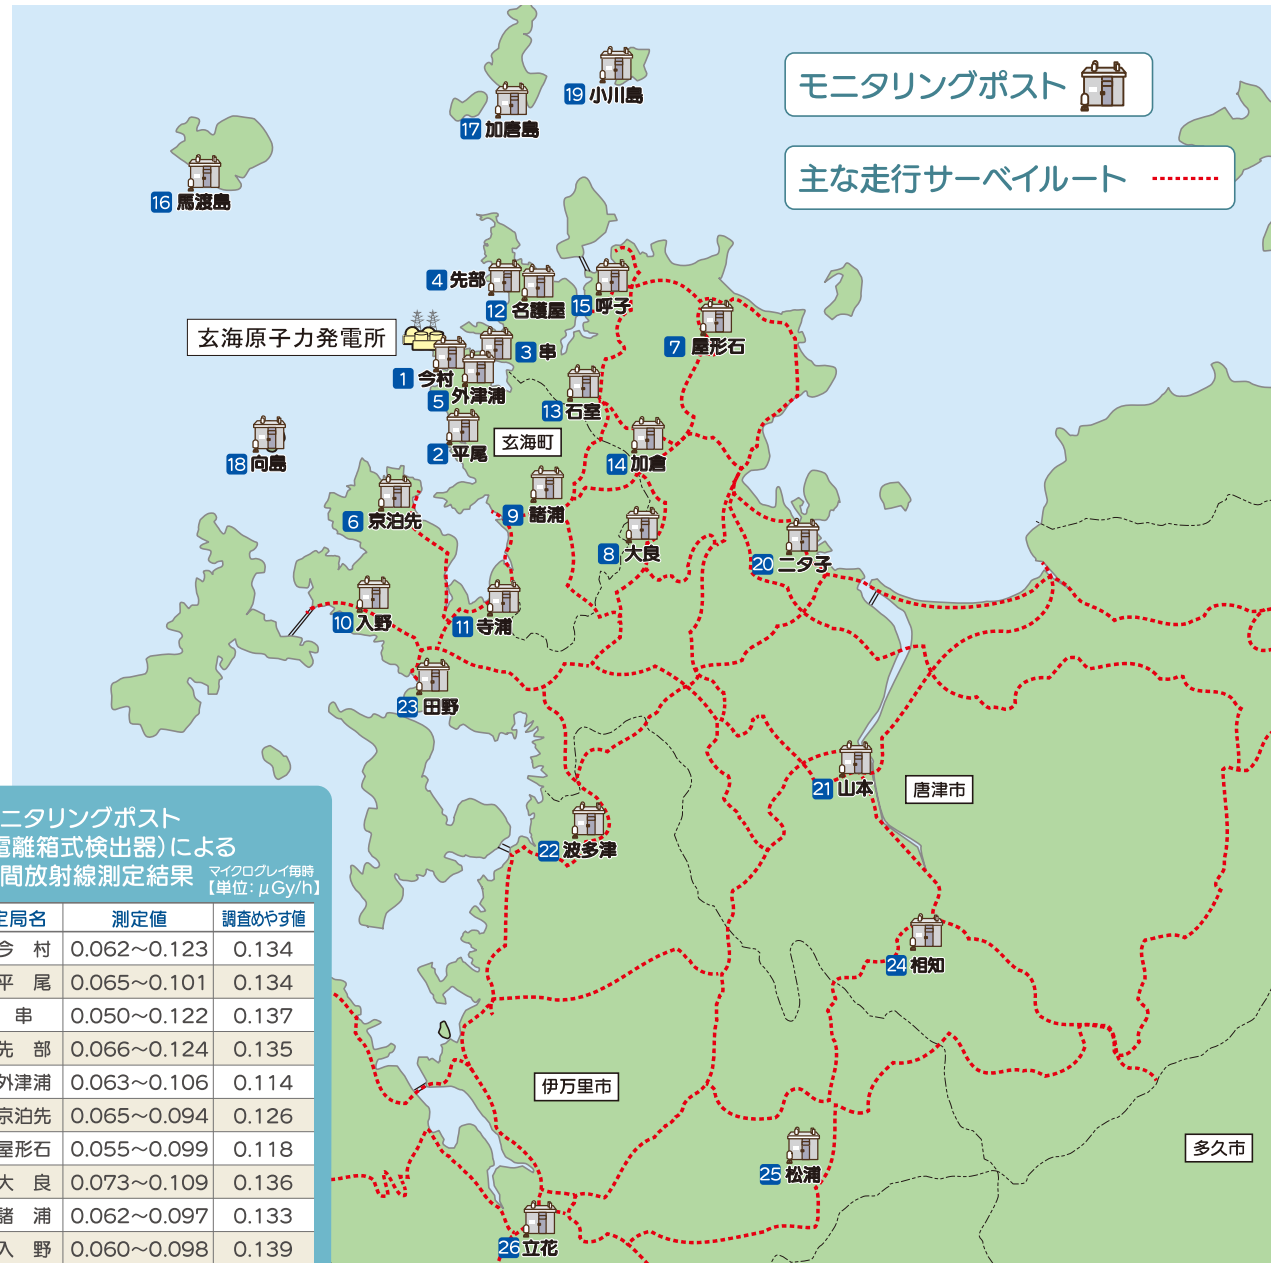 モニタリングポスト
主な走行サーベイルート
19 小川島
17 加唐島
16 馬渡島
4 先部
12 名護屋
15 呼子
7 屋形石
玄海原子力発電所
3 串
1 今村
5 外津浦
13 石室
2 平尾
玄海町
14 加倉
18 向島
6 京泊先
9 諸浦
8 大良
20 二タ子
10 入野
11 寺浦
23 田野
21 山本
唐津市
22 波多津
24 相知
伊万里市
多久市
25 松浦
26 立花
ニタリングポスト
電離箱式検出器)による
間放射線測定結果 マイクログレイ毎時
【単位:μGy/h】
定局名 測定値 調査めやす値
今 村 0.062〜0.123 0.134
平 尾 0.065〜0.101 0.134
串 0.050〜0.122 0.137
先 部 0.066〜0.124 0.135
外津浦 0.063〜0.106 0.114
京泊先 0.065〜0.094 0.126
屋形石 0.055〜0.099 0.118
大 良 0.073〜0.109 0.136
諸 浦 0.062〜0.097 0.133
入 野 0.060〜0.098 0.139